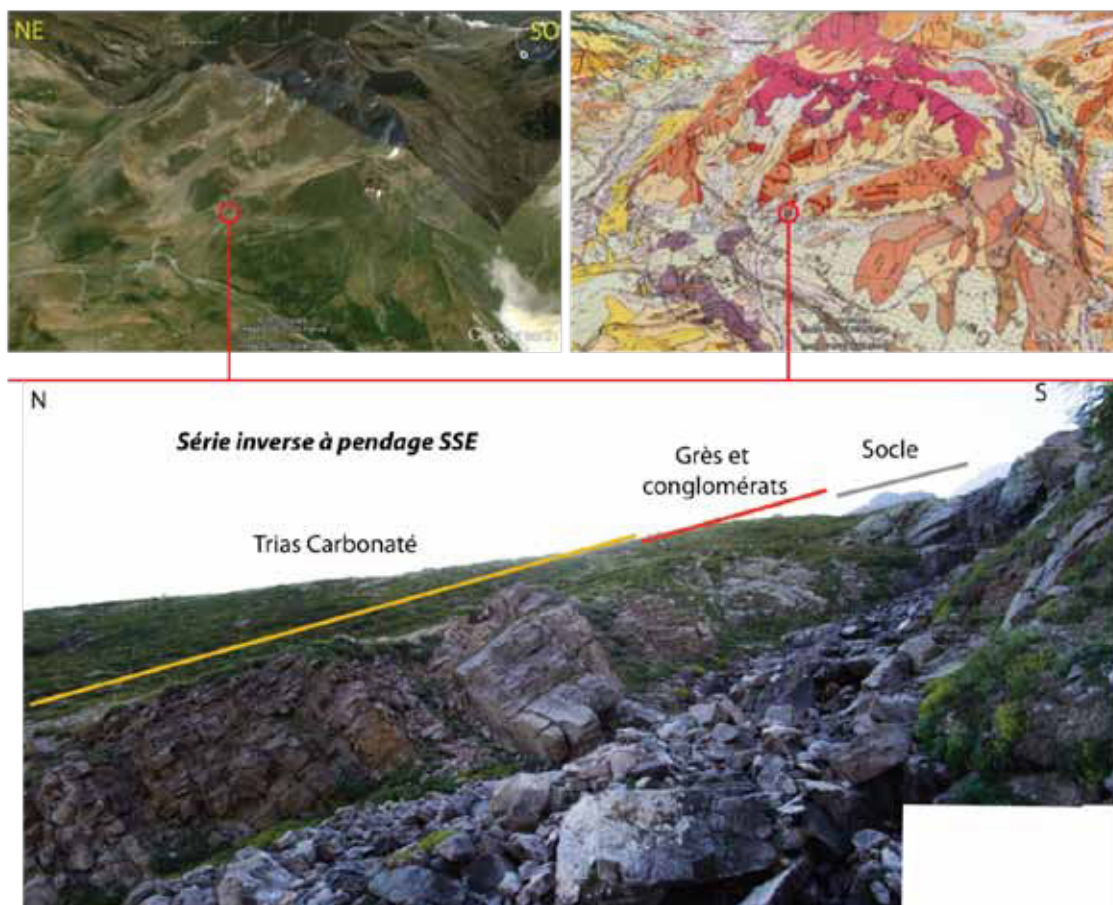 NE
SO
N
S
Série inverse à pendage SSE
Grès et
conglomérats
Socle
Trias Carbonaté